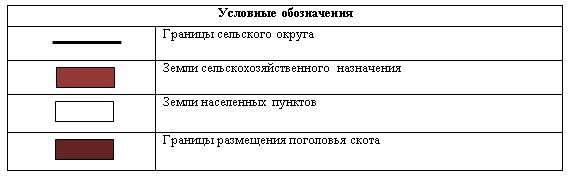 Условные обозначения
Границы сельского округа
Земли сельскохозяйственного назначения
Земли населенных пунктов
Границы размещения поголовья скота